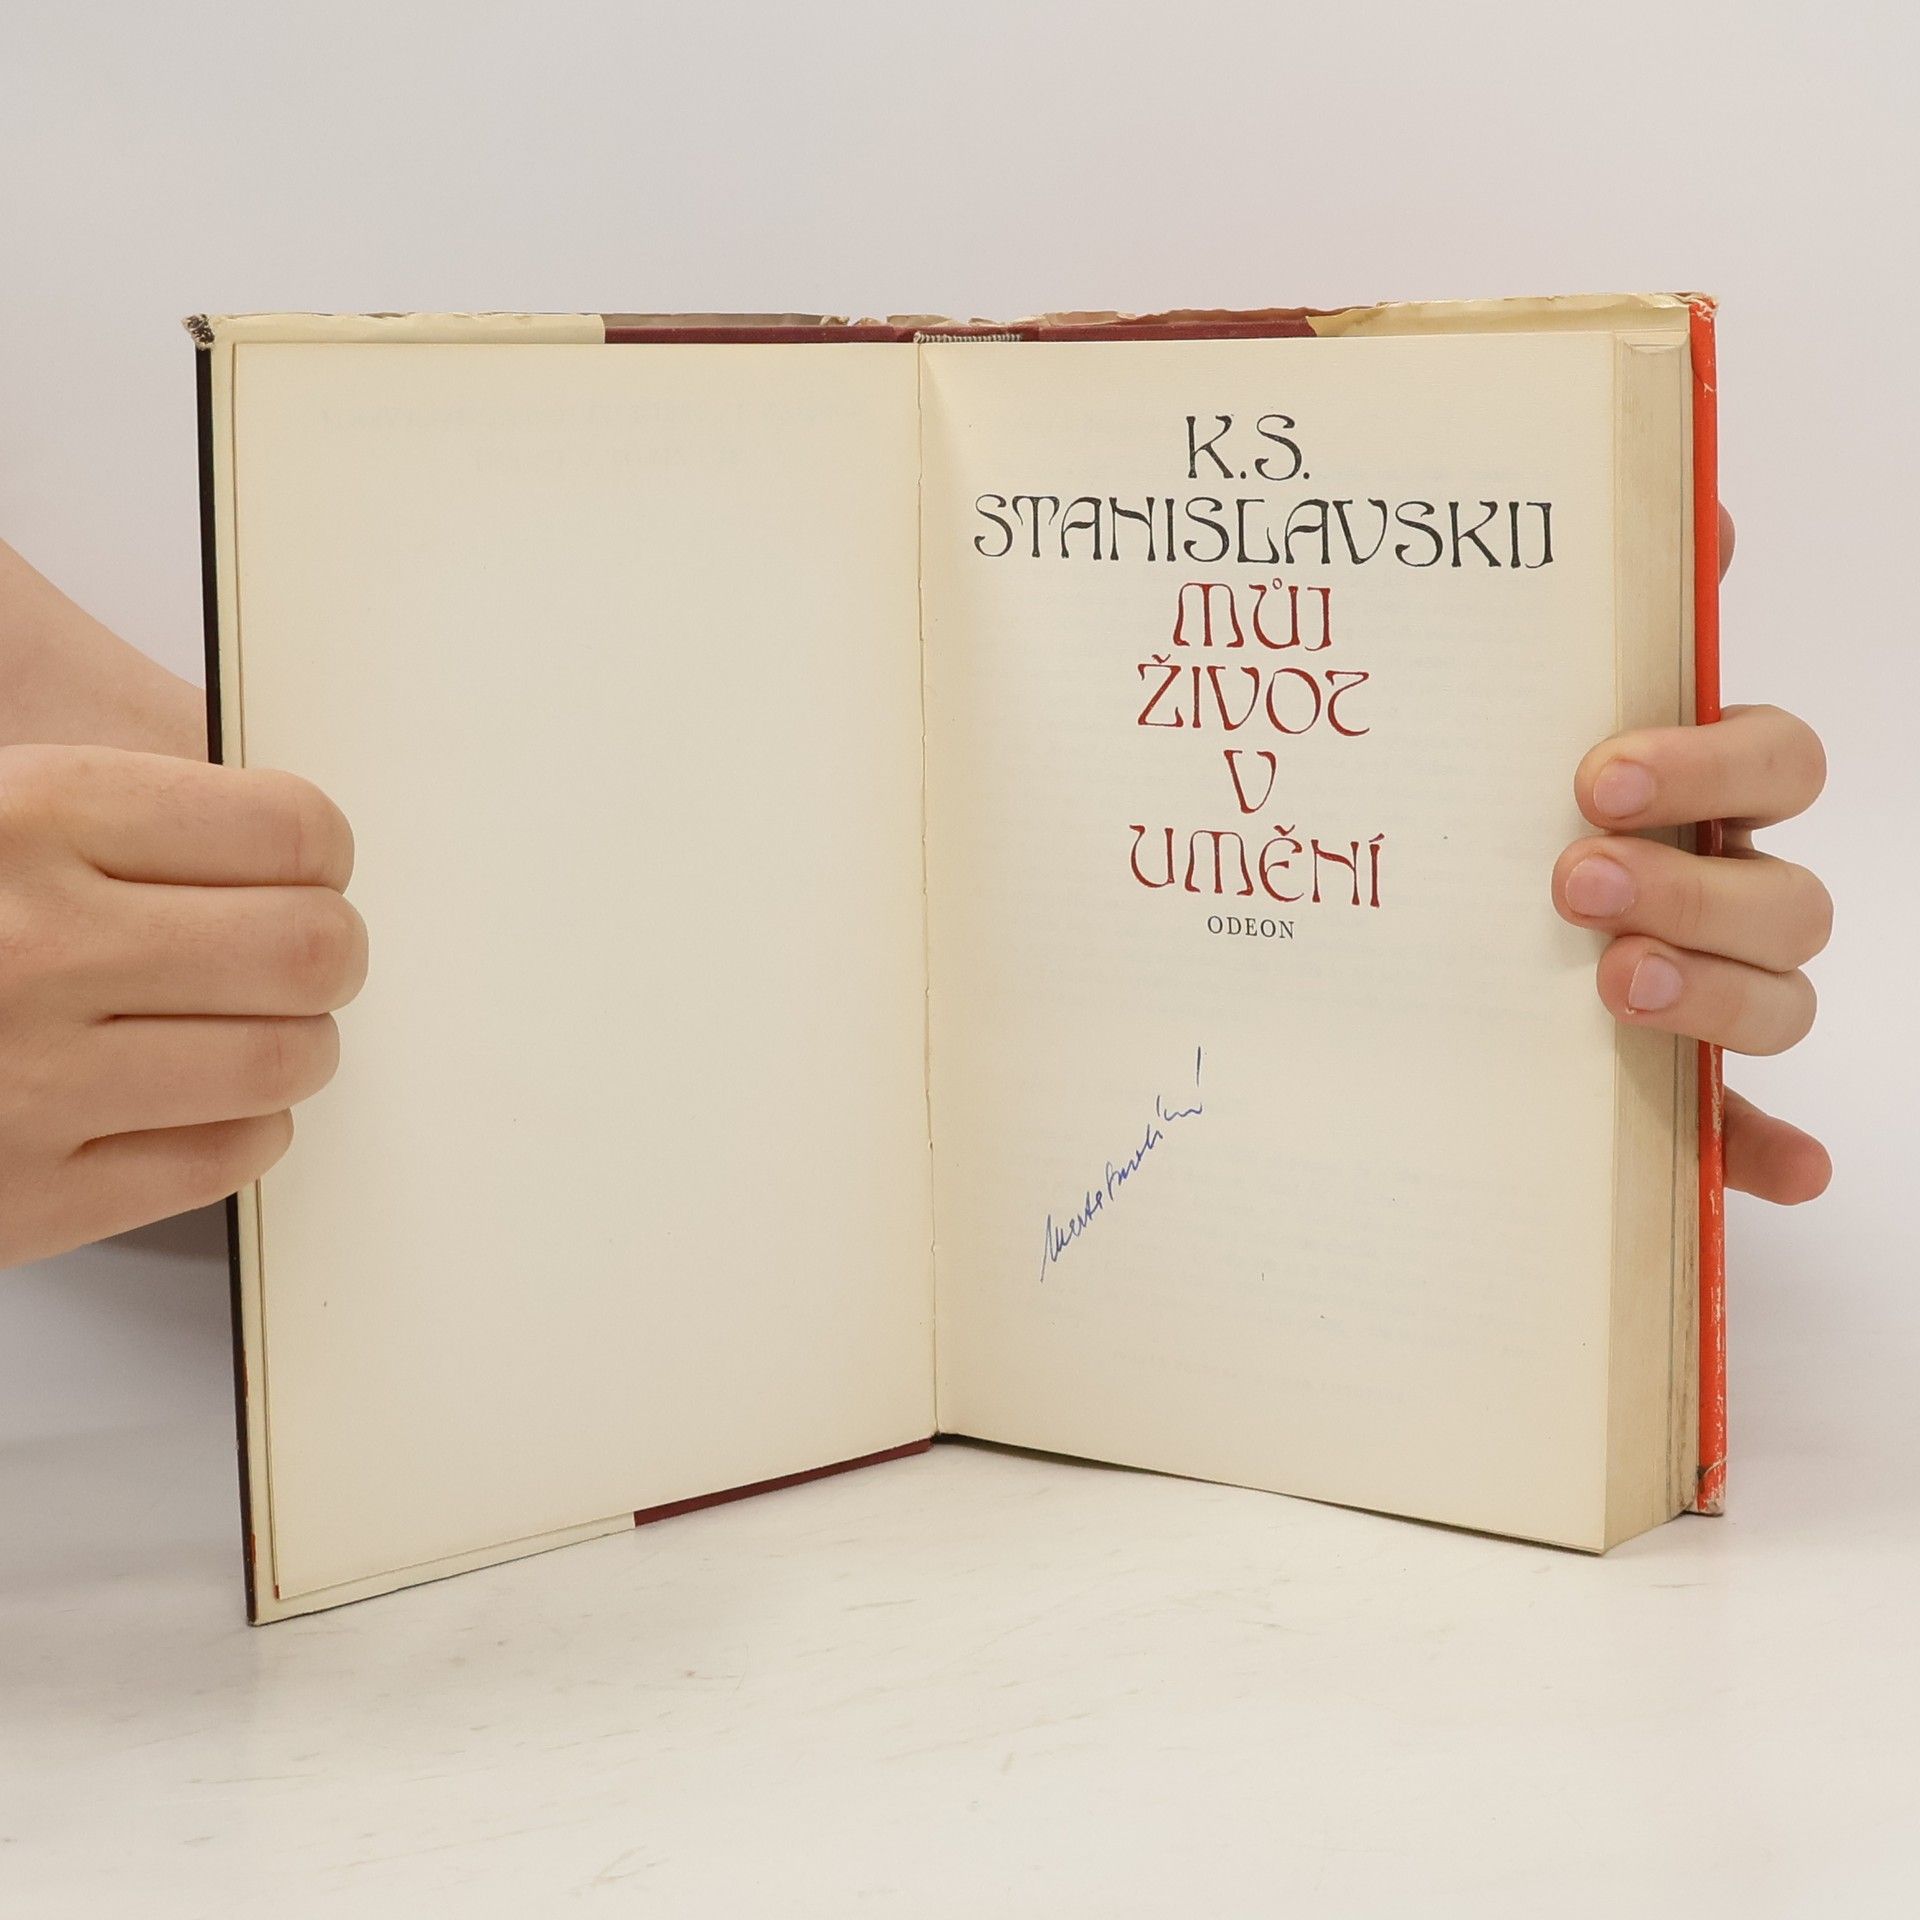 K.S.
STANISLAVSKIJ
MŮJ
ŽIVOT
V
UMĚNÍ
ODEON